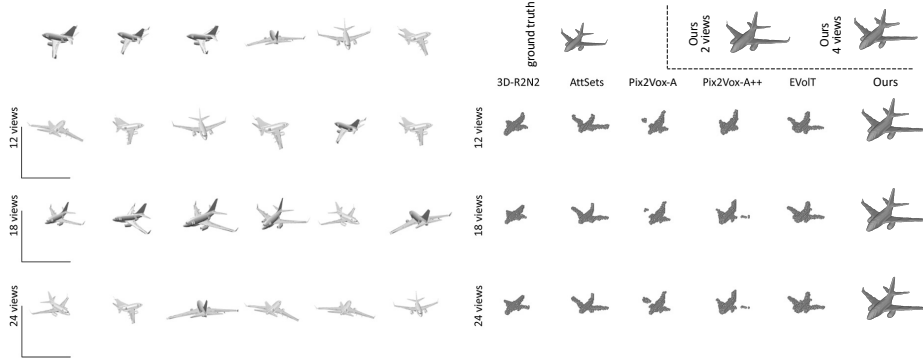 ground truth
Ours
2 views
Ours
4 views
3D-R2N2 AttSets Pix2Vox-A Pix2Vox-A++ EVolT Ours
12 views
12 views
18 views
18 views
24 views
24 views